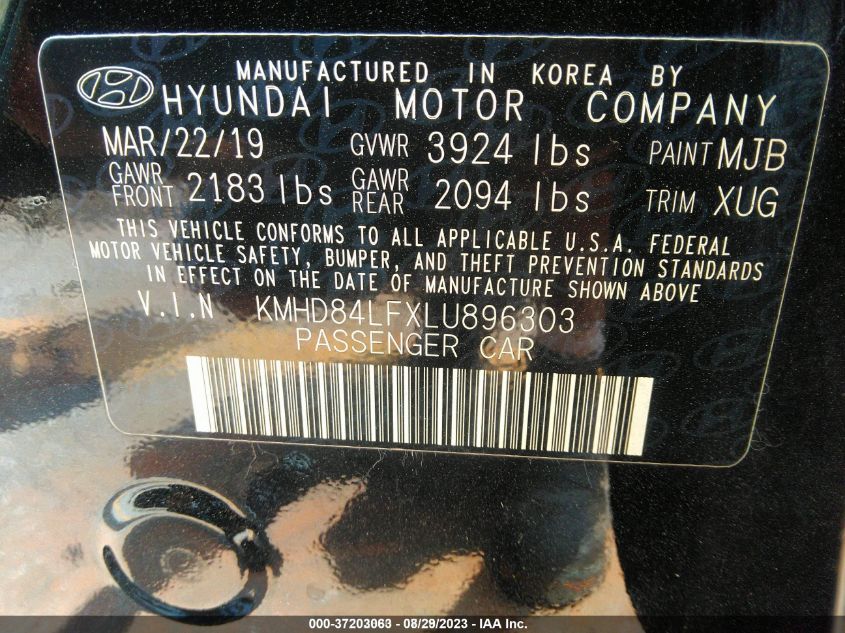 MANUFACTURED IN KOREA BY
HYUNDAI MOTOR COMPANY
MAR/22/19 GVWR 3924 lbs PAINT MJB
GAWR FRONT 2183 lbs GAWR REAR 2094 lbs TRIM XUG
THIS VEHICLE CONFORMS TO ALL APPLICABLE U.S.A. FEDERAL
MOTOR VEHICLE SAFETY, BUMPER, AND THEFT PREVENTION STANDARDS
IN EFFECT ON THE DATE OF MANUFACTURE SHOWN ABOVE
V.I.N KMHD84LFXLU896303
PASSENGER CAR
000-37203063 - 08/29/2023 - IAA Inc.